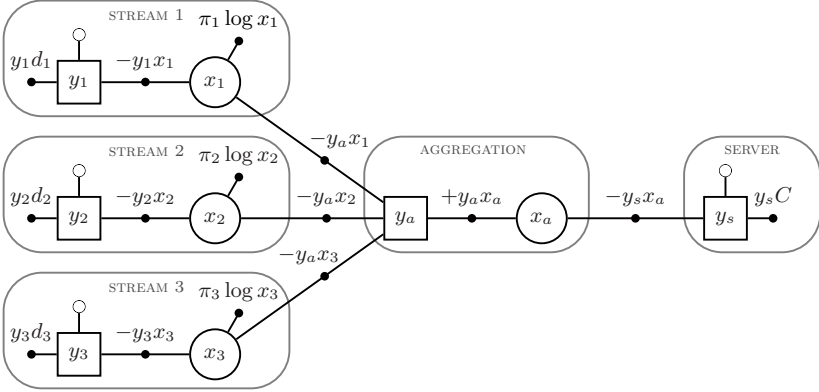 STREAM 1
π₁ log x₁
y₁d₁
−y₁x₁
y₁
x₁
−yₐx₁
STREAM 2
π₂ log x₂
AGGREGATION
SERVER
y₂d₂
−y₂x₂
−yₐx₂
+yₐxₐ
−yₛxₐ
yₛC
y₂
x₂
yₐ
xₐ
yₛ
−yₐx₃
STREAM 3
π₃ log x₃
y₃d₃
−y₃x₃
y₃
x₃